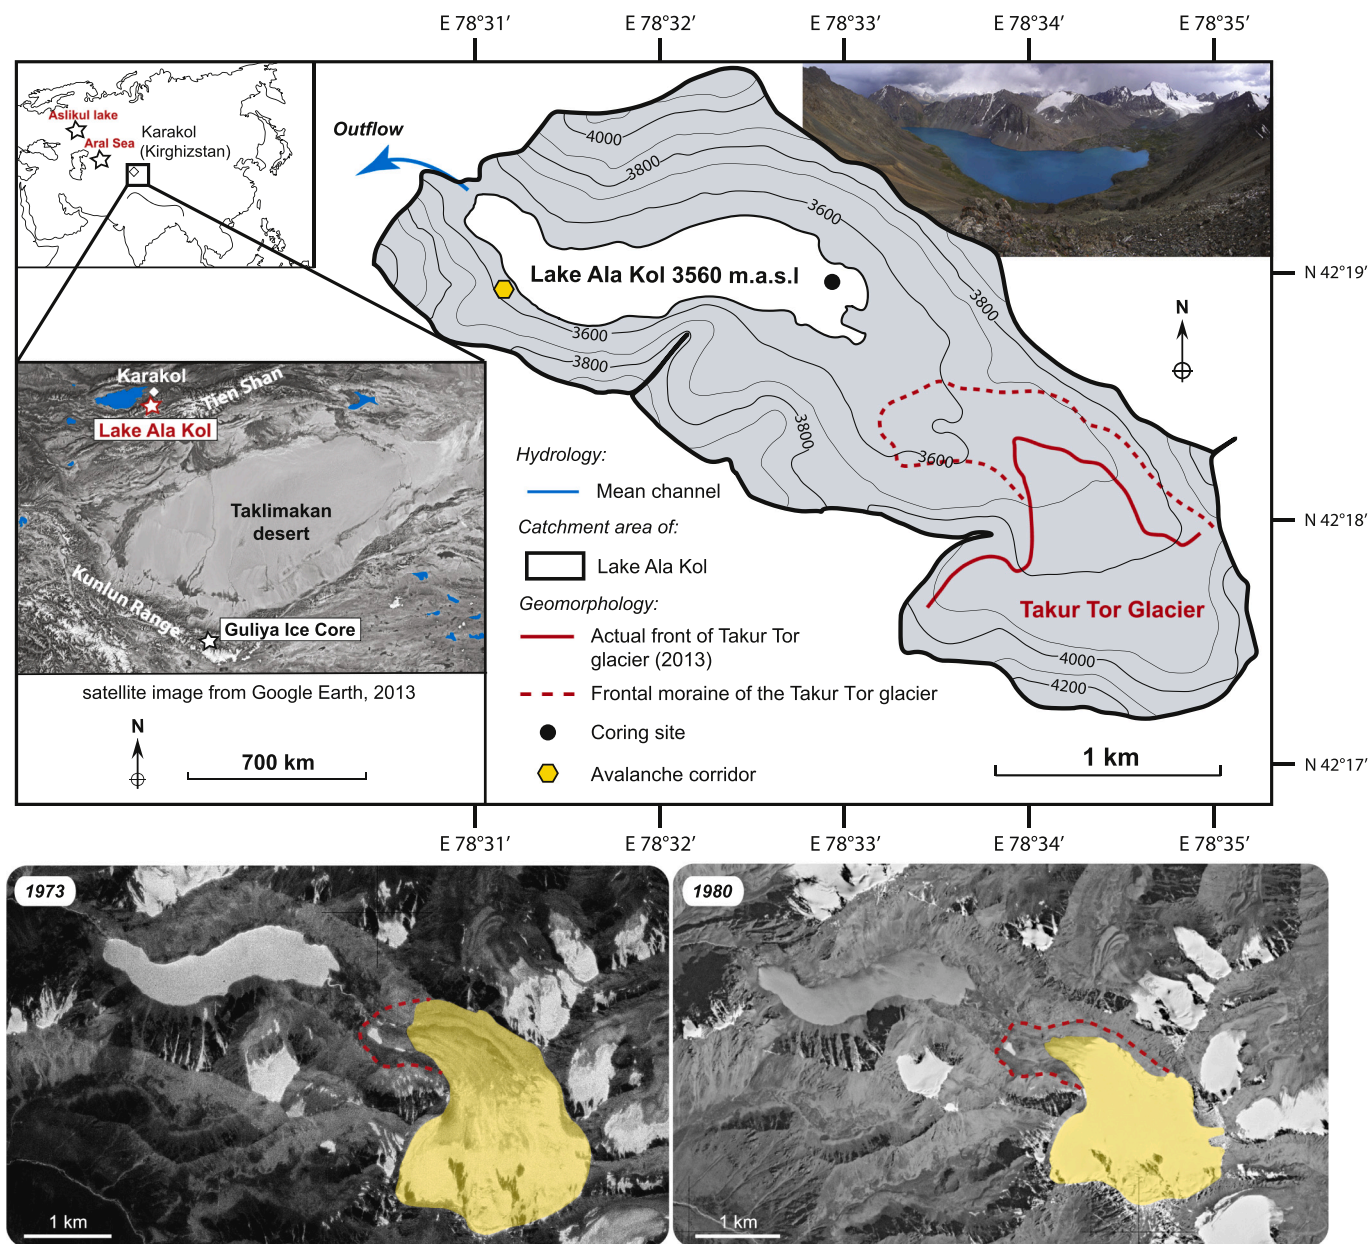 E 78°31′ E 78°32′ E 78°33′ E 78°34′ E 78°35′
Aslikul lake
Aral Sea
Karakol
(Kirghizstan)
Outflow
4000
3800
3600
Lake Ala Kol 3560 m.a.s.l
3600
3800
3800
3800
3600
N 42°19′
N
N 42°18′
N 42°17′
Karakol
Tien Shan
Lake Ala Kol
Taklimakan
desert
Kunlun Range
Guliya Ice Core
satellite image from Google Earth, 2013
N
700 km
Hydrology:
Mean channel
Catchment area of:
Lake Ala Kol
Geomorphology:
Actual front of Takur Tor
glacier (2013)
Frontal moraine of the Takur Tor glacier
Coring site
Avalanche corridor
Takur Tor Glacier
4000
4200
1 km
E 78°31′ E 78°32′ E 78°33′ E 78°34′ E 78°35′
1973
1 km
1980
1 km